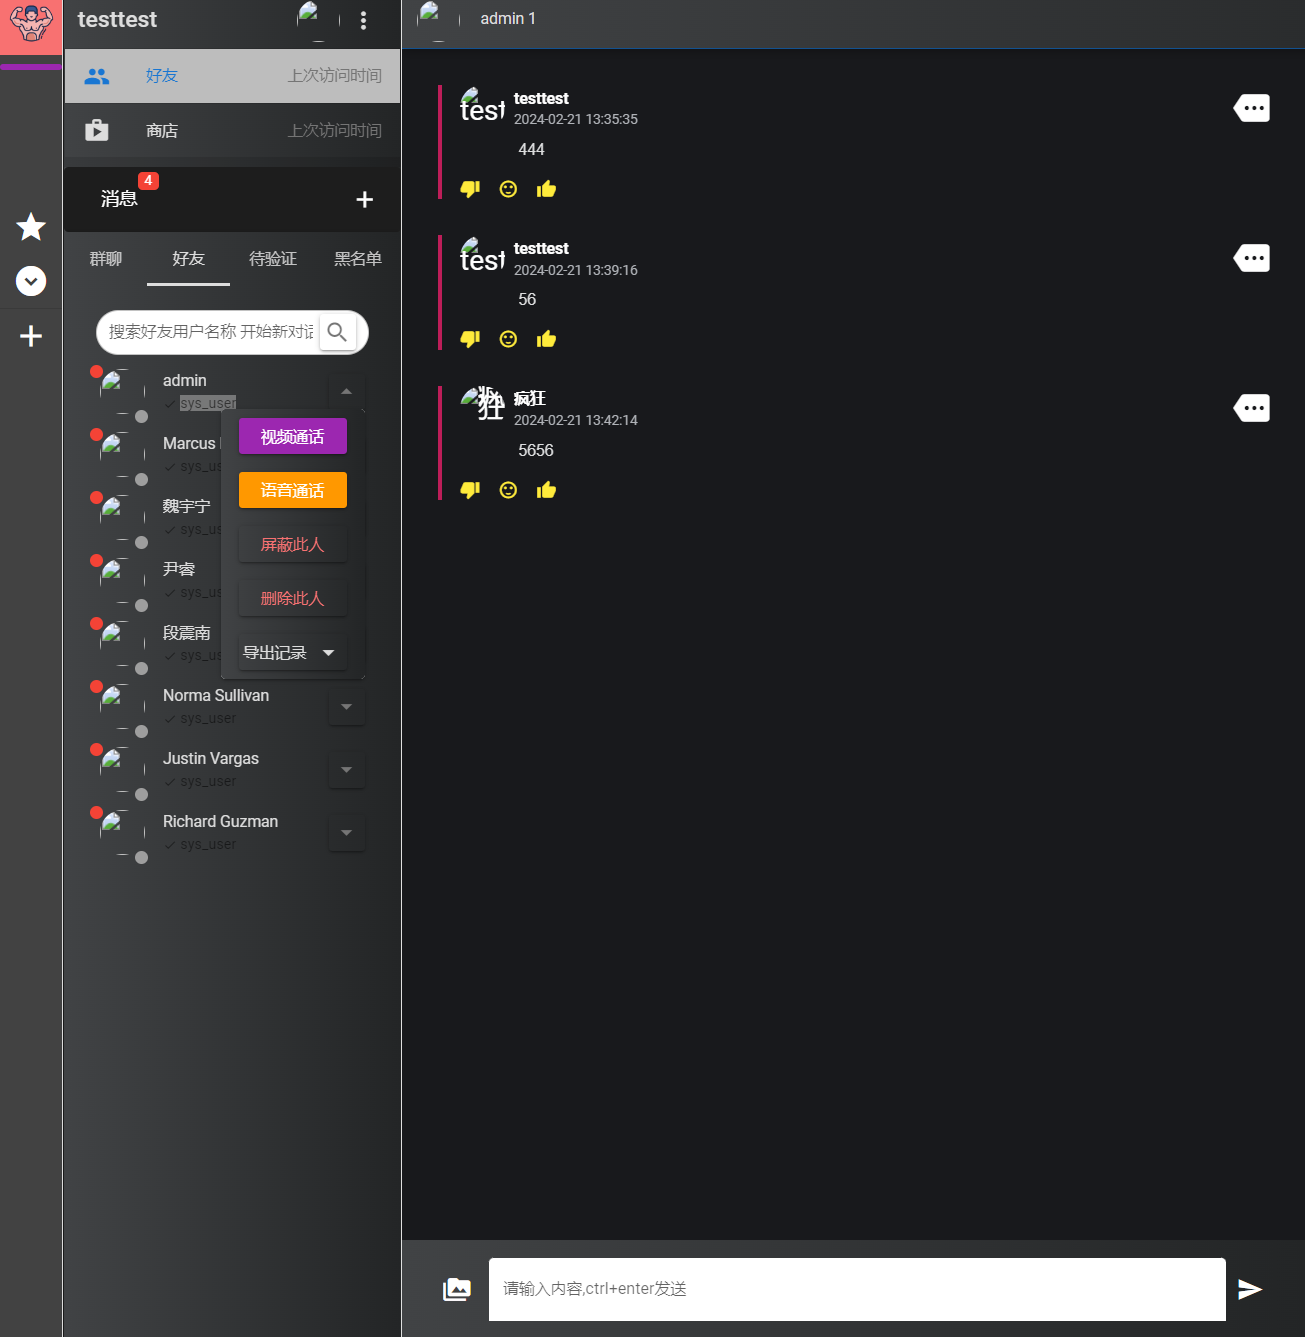 testtest
好友 上次访问时间
商店 上次访问时间
消息 4
群聊 好友 待验证 黑名单
搜索好友用户名称 开始新对话
admin
sys_user
视频通话
语音通话
屏蔽此人
删除此人
导出记录
Marcus
sys_us
魏宇宁
sys_us
尹睿
sys_us
段震南
sys_us
Norma Sullivan
sys_user
Justin Vargas
sys_user
Richard Guzman
sys_user
admin 1
test
testtest
2024-02-21 13:35:35
444
test
testtest
2024-02-21 13:39:16
56
疯狂
2024-02-21 13:42:14
5656
请输入内容,ctrl+enter发送